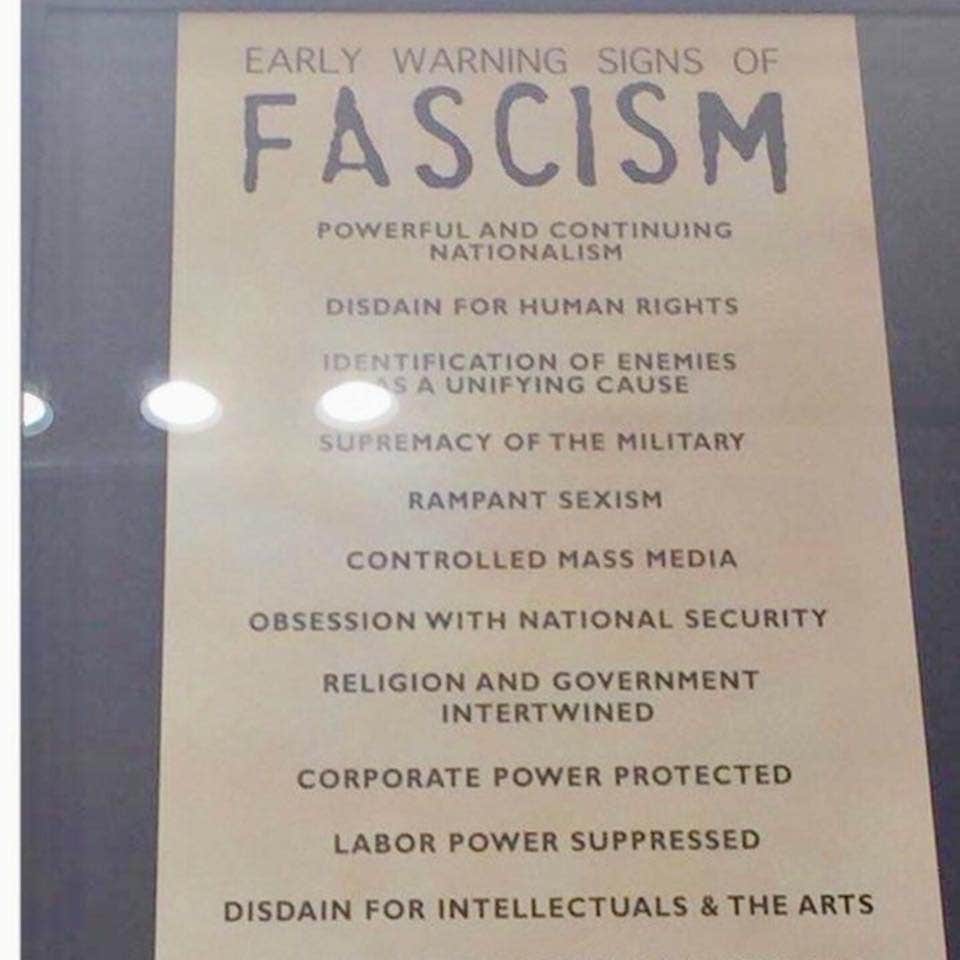 EARLY WARNING SIGNS OF
FASCISM
POWERFUL AND CONTINUING
NATIONALISM
DISDAIN FOR HUMAN RIGHTS
IDENTIFICATION OF ENEMIES
AS A UNIFYING CAUSE
SUPREMACY OF THE MILITARY
RAMPANT SEXISM
CONTROLLED MASS MEDIA
OBSESSION WITH NATIONAL SECURITY
RELIGION AND GOVERNMENT
INTERTWINED
CORPORATE POWER PROTECTED
LABOR POWER SUPPRESSED
DISDAIN FOR INTELLECTUALS & THE ARTS